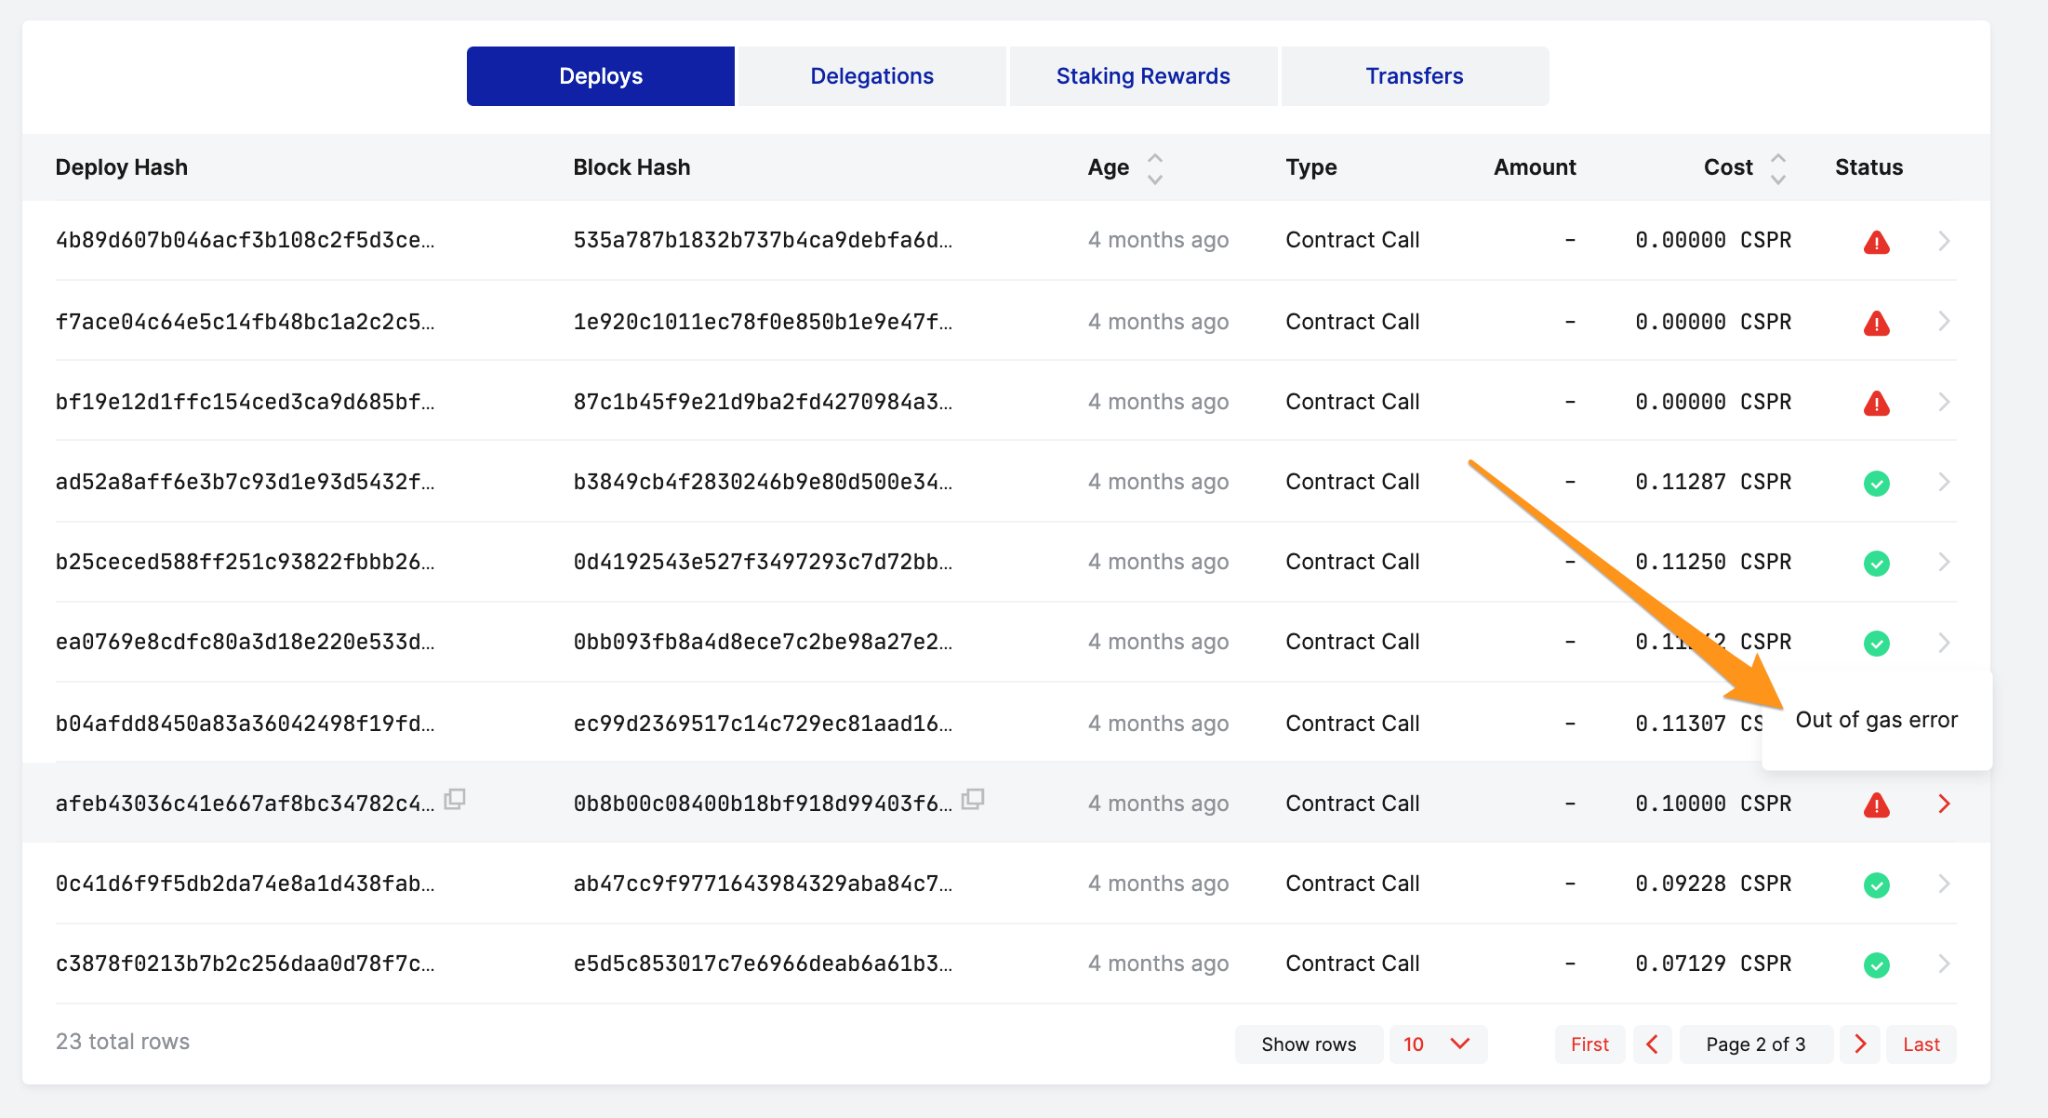 Deploys Delegations Staking Rewards Transfers
Deploy Hash Block Hash Age Type Amount Cost Status
4b89d607b046acf3b108c2f5d3ce… 535a787b1832b737b4ca9debfa6d… 4 months ago Contract Call – 0.00000 CSPR
f7ace04c64e5c14fb48bc1a2c2c5… 1e920c1011ec78f0e850b1e9e47f… 4 months ago Contract Call – 0.00000 CSPR
bf19e12d1ffc154ced3ca9d685bf… 87c1b45f9e21d9ba2fd4270984a3… 4 months ago Contract Call – 0.00000 CSPR
ad52a8aff6e3b7c93d1e93d5432f… b3849cb4f2830246b9e80d500e34… 4 months ago Contract Call – 0.11287 CSPR
b25ceced588ff251c93822fbbb26… 0d4192543e527f3497293c7d72bb… 4 months ago Contract Call – 0.11250 CSPR
ea0769e8cdfc80a3d18e220e533d… 0bb093fb8a4d8ece7c2be98a27e2… 4 months ago Contract Call – CSPR
b04afdd8450a83a36042498f19fd… ec99d2369517c14c729ec81aad16… 4 months ago Contract Call – 0.11307 CS
Out of gas error
afeb43036c41e667af8bc34782c4… 0b8b00c08400b18bf918d99403f6… 4 months ago Contract Call – 0.10000 CSPR
0c41d6f9f5db2da74e8a1d438fab… ab47cc9f9771643984329aba84c7… 4 months ago Contract Call – 0.09228 CSPR
c3878f0213b7b2c256daa0d78f7c… e5d5c853017c7e6966deab6a61b3… 4 months ago Contract Call – 0.07129 CSPR
23 total rows Show rows 10 First Page 2 of 3 Last